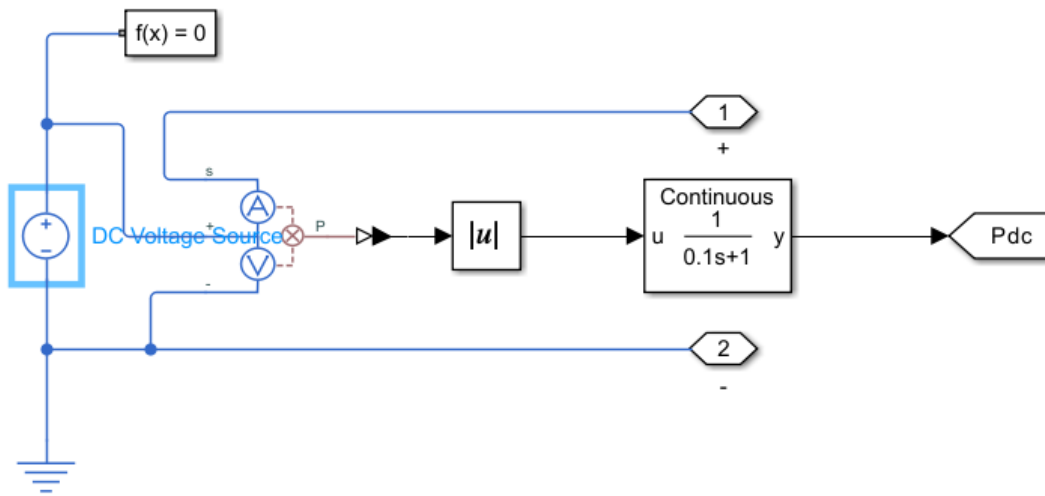 f(x) = 0
1
+
s
A
Continuous
+
DC Voltage Source
+
P
|u|
u
1
0.1s+1
y
Pdc
−
V
-
2
-